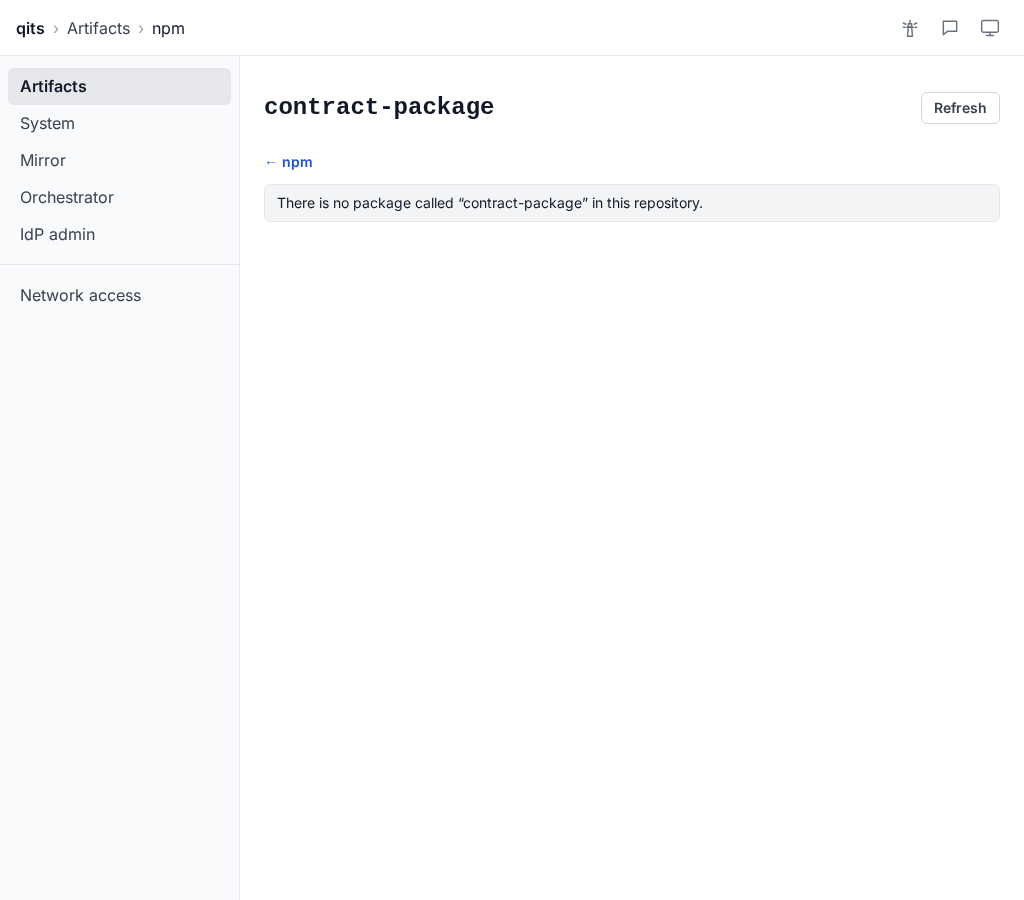 qits › Artifacts › npm
Artifacts
System
Mirror
Orchestrator
IdP admin
Network access
contract-package
Refresh
← npm
There is no package called “contract-package” in this repository.